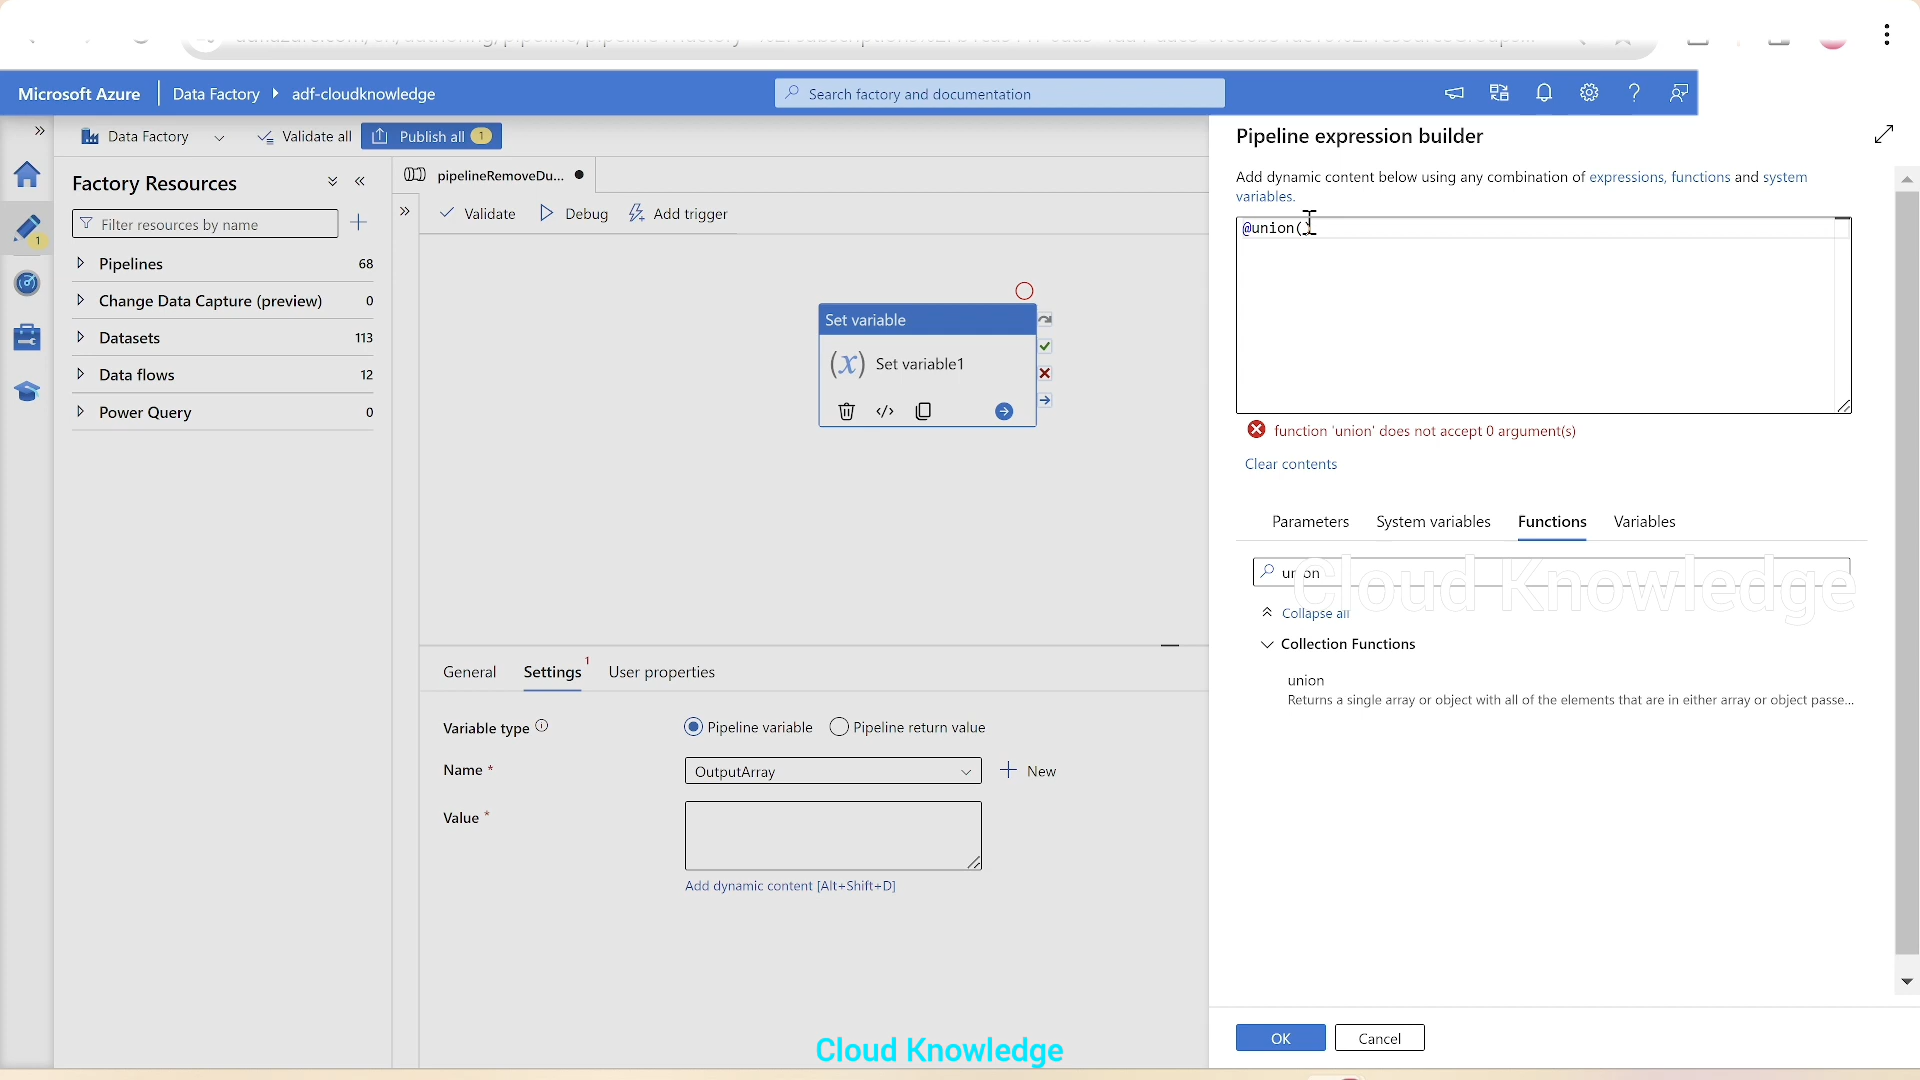 Microsoft Azure
Data Factory
adf-cloudknowledge
Search factory and documentation
Data Factory
Validate all
Publish all
1
pipelineRemoveDu...
Factory Resources
Filter resources by name
1
Pipelines 68
Change Data Capture (preview) 0
Datasets 113
Data flows 12
Power Query 0
Validate
Debug
Add trigger
Set variable
(x) Set variable1
General
Settings 1
User properties
Variable type
Pipeline variable
Pipeline return value
Name *
OutputArray
New
Value *
Add dynamic content [Alt+Shift+D]
Pipeline expression builder
Add dynamic content below using any combination of expressions, functions and system
variables.
@union()
function 'union' does not accept 0 argument(s)
Clear contents
Parameters
System variables
Functions
Variables
union
Cloud Knowledge
Collapse all
Collection Functions
union
Returns a single array or object with all of the elements that are in either array or object passe...
OK
Cancel
Cloud Knowledge